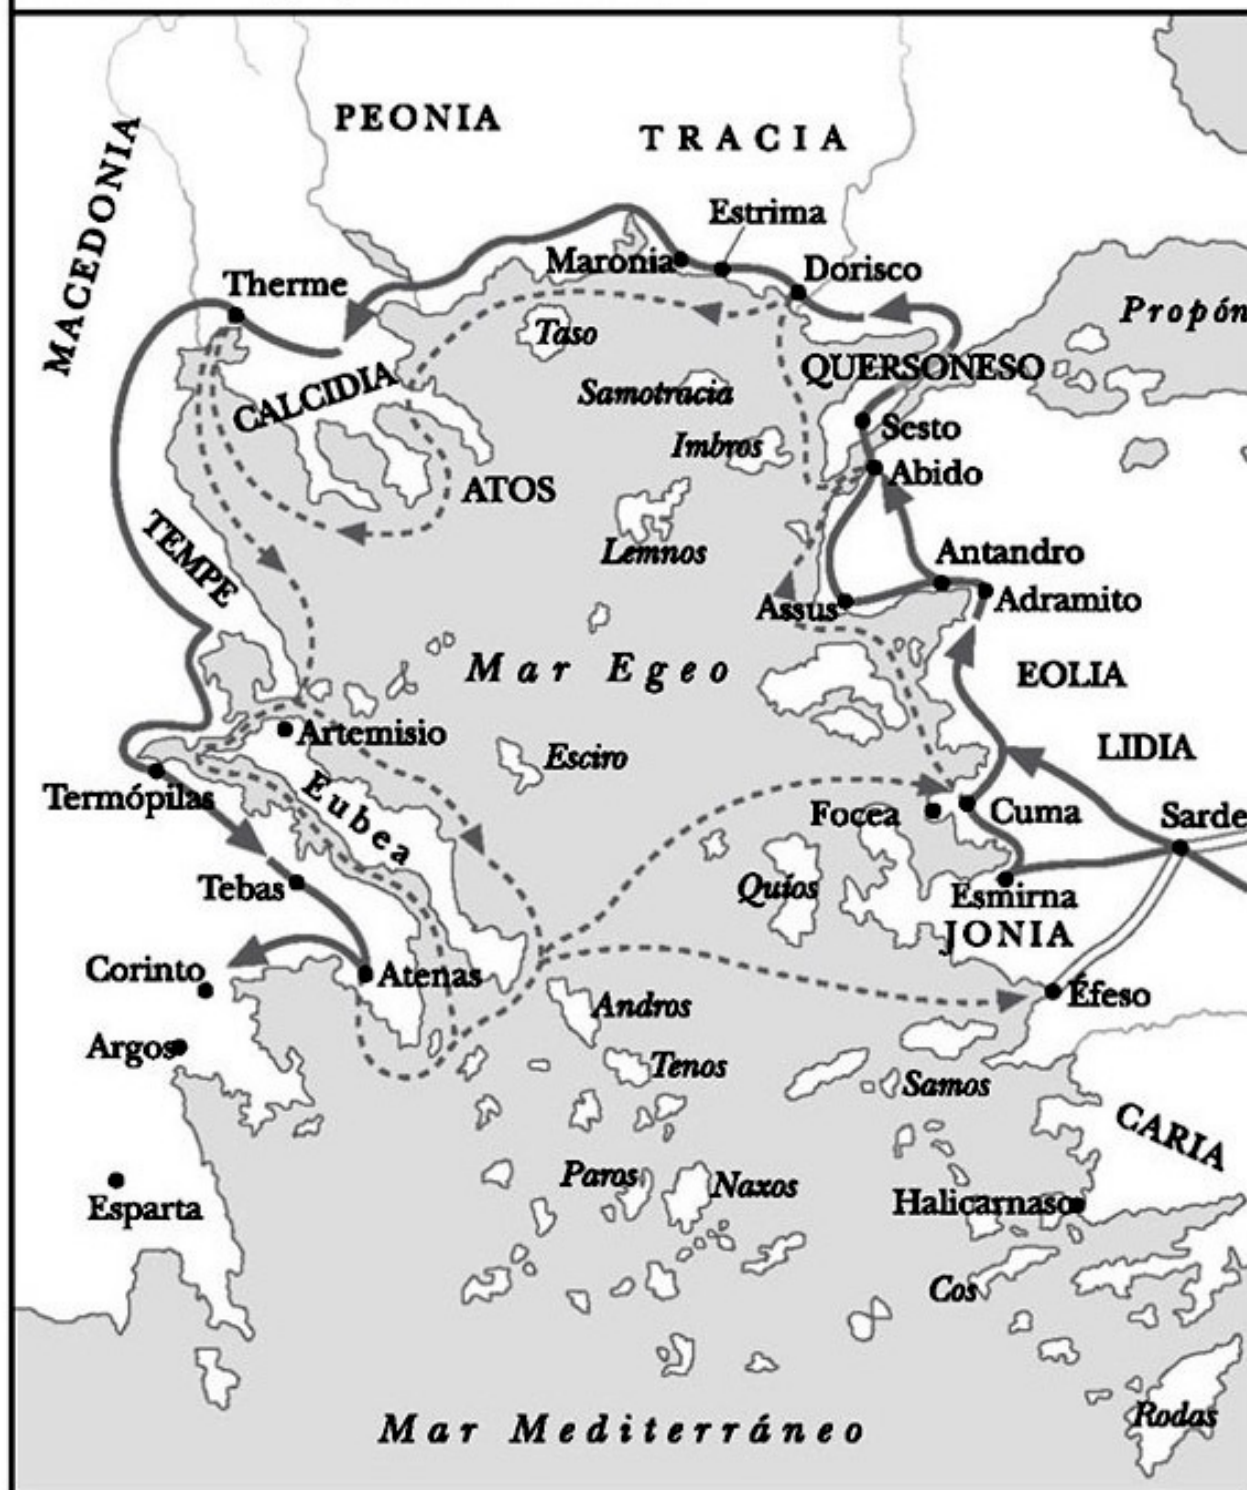 PEONIA
TRACIA
MACEDONIA
Estrima
Maronia
Dorisco
Therme
Propón
Taso
QUERSONESO
CALCIDIA
Samotracia
Sesto
Imbros
Abido
ATOS
TEMPE
Lemnos
Antandro
Assus
Adramito
Mar Egeo
EOLIA
Artemisio
LIDIA
Esciro
Termópilas
Eubea
Focea
Cuma
Sarde
Tebas
Quíos
Esmirna
JONIA
Corinto
Atenas
Éfeso
Andros
Argos
Tenos
Samos
CARIA
Paros
Naxos
Esparta
Halicarnaso
Cos
Rodas
Mar Mediterráneo